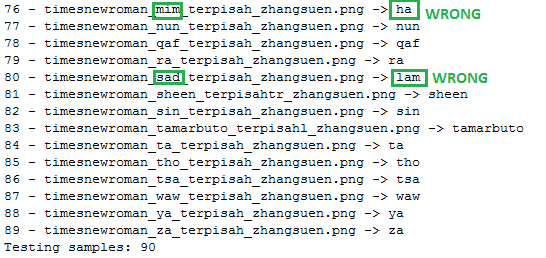 76 - timesnewroman_mim_terpisah_zhangsuen.png -> ha WRONG
77 - timesnewroman_nun_terpisah_zhangsuen.png -> nun
78 - timesnewroman_qaf_terpisah_zhangsuen.png -> qaf
79 - timesnewroman_ra_terpisah_zhangsuen.png -> ra
80 - timesnewroman_sad_terpisah_zhangsuen.png -> lam WRONG
81 - timesnewroman_sheen_terpisahtr_zhangsuen.png -> sheen
82 - timesnewroman_sin_terpisah_zhangsuen.png -> sin
83 - timesnewroman_tamarbuto_terpisahl_zhangsuen.png -> tamarbuto
84 - timesnewroman_ta_terpisah_zhangsuen.png -> ta
85 - timesnewroman_tho_terpisah_zhangsuen.png -> tho
86 - timesnewroman_tsa_terpisah_zhangsuen.png -> tsa
87 - timesnewroman_waw_terpisah_zhangsuen.png -> waw
88 - timesnewroman_ya_terpisah_zhangsuen.png -> ya
89 - timesnewroman_za_terpisah_zhangsuen.png -> za
Testing samples: 90